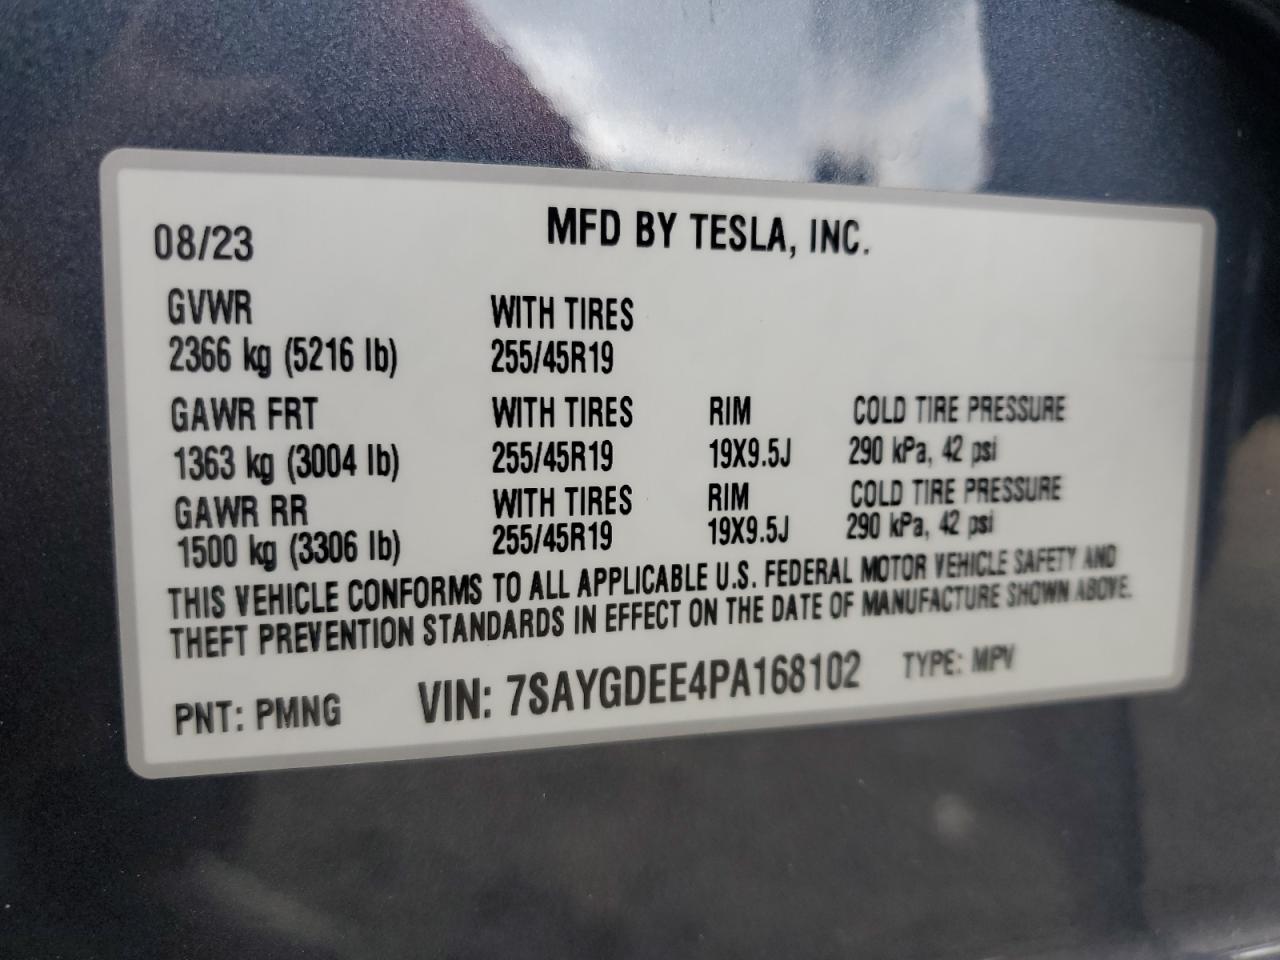 08/23 MFD BY TESLA, INC.
GVWR WITH TIRES
2366 kg (5216 lb) 255/45R19
GAWR FRT WITH TIRES RIM COLD TIRE PRESSURE
1363 kg (3004 lb) 255/45R19 19X9.5J 290 kPa, 42 psi
GAWR RR WITH TIRES RIM COLD TIRE PRESSURE
1500 kg (3306 lb) 255/45R19 19X9.5J 290 kPa, 42 psi
THIS VEHICLE CONFORMS TO ALL APPLICABLE U.S. FEDERAL MOTOR VEHICLE SAFETY AND
THEFT PREVENTION STANDARDS IN EFFECT ON THE DATE OF MANUFACTURE SHOWN ABOVE.
PNT: PMNG VIN: 7SAYGDEE4PA168102 TYPE: MPV